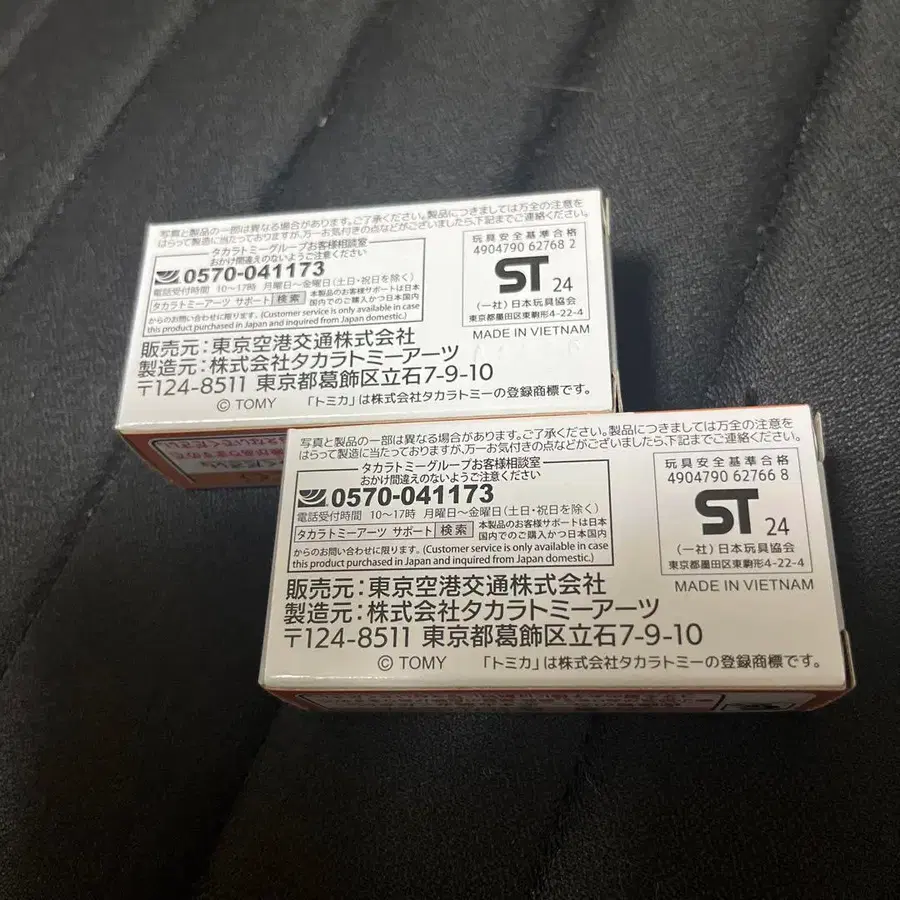 写真と製品の一部は異なる場合があります。ご了承ください。製品につきましては万全の注意を
はらって製造に当たっておりますが、万一お気付きの点などがございましたら、下記までご連絡ください。
タカラトミーグループお客様相談室
おかけ間違えのないようご注意ください
0570-041173
電話受付時間 10〜17時 月曜日〜金曜日(土日・祝日を除く)
タカラトミーアーツ サポート 検索 本製品のお客様サポートは日本
国内でのご購入かつ日本国内
からのお問い合わせに限ります。(Customer service is only available in case
this product purchased in Japan and inquired from Japan domestic.)
玩具安全基準合格
4904790 62768 2
ST 24
(一社)日本玩具協会
東京都墨田区東駒形4-22-4
MADE IN VIETNAM
販売元:東京空港交通株式会社
製造元:株式会社タカラトミーアーツ
〒124-8511 東京都葛飾区立石7-9-10
© TOMY 「トミカ」は株式会社タカラトミーの登録商標です。
写真と製品の一部は異なる場合があります。ご了承ください。製品につきましては万全の注意を
はらって製造に当たっておりますが、万一お気付きの点などがございましたら、下記までご連絡ください。
タカラトミーグループお客様相談室
おかけ間違えのないようご注意ください
0570-041173
電話受付時間 10〜17時 月曜日〜金曜日(土日・祝日を除く)
タカラトミーアーツ サポート 検索 本製品のお客様サポートは日本
国内でのご購入かつ日本国内
からのお問い合わせに限ります。(Customer service is only available in case
this product purchased in Japan and inquired from Japan domestic.)
玩具安全基準合格
4904790 62766 8
ST 24
(一社)日本玩具協会
東京都墨田区東駒形4-22-4
MADE IN VIETNAM
販売元:東京空港交通株式会社
製造元:株式会社タカラトミーアーツ
〒124-8511 東京都葛飾区立石7-9-10
© TOMY 「トミカ」は株式会社タカラトミーの登録商標です。